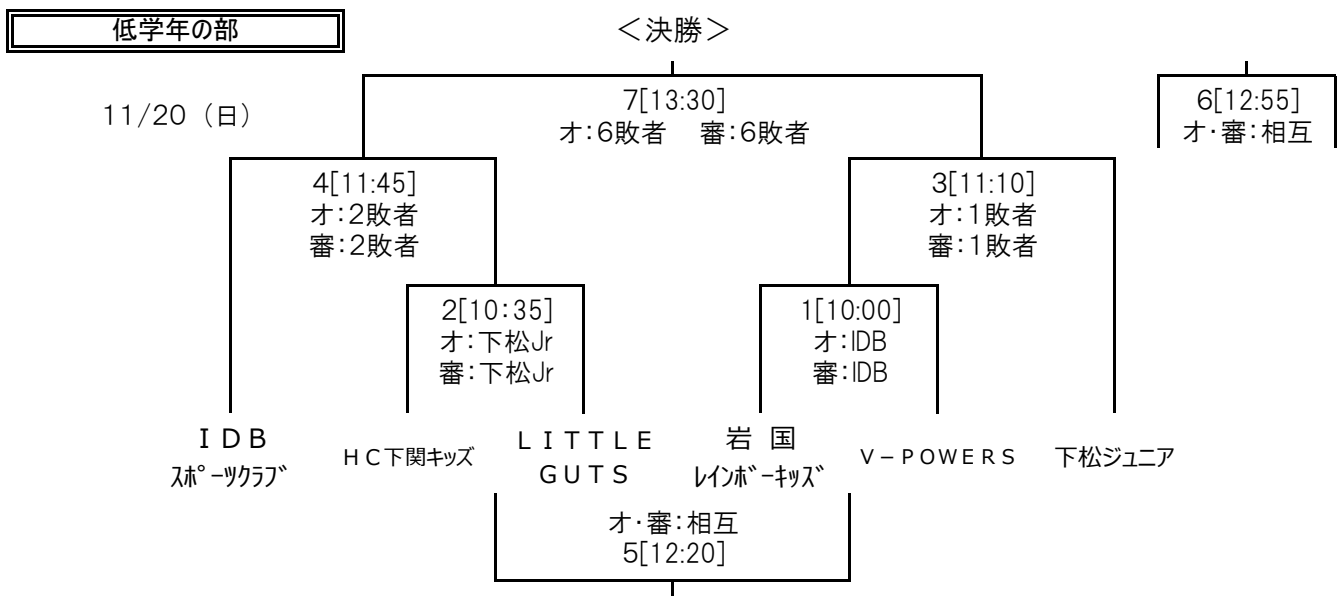 低学年の部
＜決勝＞
11/20（日）
7[13:30]
オ：6敗者　審：6敗者
6[12:55]
オ・審：相互
4[11:45]
オ：2敗者
審：2敗者
3[11:10]
オ：1敗者
審：1敗者
2[10：35]
オ：下松Jr
審：下松Jr
1[10:00]
オ：IDB
審：IDB
ＩＤＢ
ｽﾎﾟｰﾂｸﾗﾌﾞ
ＨＣ下関キッズ
ＬＩＴＴＬＥ
ＧＵＴＳ
岩 国
ﾚｲﾝﾎﾞｰｷｯｽﾞ
Ｖ－ＰＯＷＥＲＳ
下松ジュニア
オ・審：相互
5[12:20]